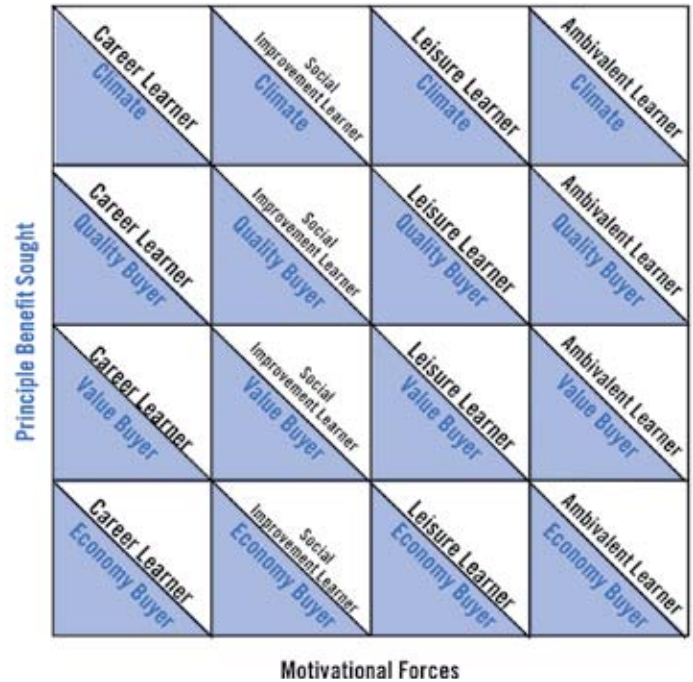 Principle Benefit Sought
Career Learner
Climate
Social
Improvement Learner
Climate
Leisure Learner
Climate
Ambivalent Learner
Climate
Career Learner
Quality Buyer
Social
Improvement Learner
Quality Buyer
Leisure Learner
Quality Buyer
Ambivalent Learner
Quality Buyer
Career Learner
Value Buyer
Social
Improvement Learner
Value Buyer
Leisure Learner
Value Buyer
Ambivalent Learner
Value Buyer
Career Learner
Economy Buyer
Social
Improvement Learner
Economy Buyer
Leisure Learner
Economy Buyer
Ambivalent Learner
Economy Buyer
Motivational Forces